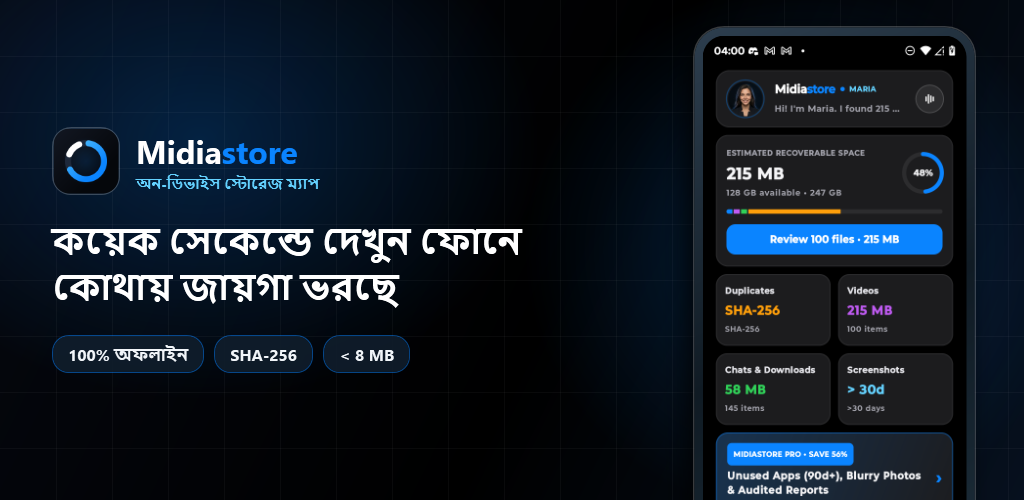 Midiastore
অন-ডিভাইস স্টোরেজ ম্যাপ
কয়েক সেকেন্ডে দেখুন ফোনে
কোথায় জায়গা ভরছে
100% অফলাইন
SHA-256
< 8 MB
04:00
Midiastore • MARIA
Hi! I'm Maria. I found 215 ...
ESTIMATED RECOVERABLE SPACE
215 MB
128 GB available • 247 GB
48%
Review 100 files • 215 MB
Duplicates
SHA-256
SHA-256
Videos
215 MB
100 items
Chats & Downloads
58 MB
145 items
Screenshots
> 30d
>30 days
MIDIASTORE PRO • SAVE 56%
Unused Apps (90d+), Blurry Photos
& Audited Reports